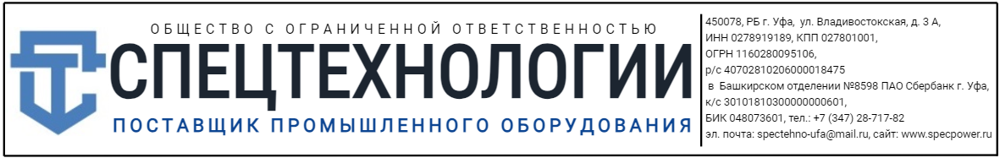 ОБЩЕСТВО С ОГРАНИЧЕННОЙ ОТВЕТСТВЕННОСТЬЮ
СПЕЦТЕХНОЛОГИИ
ПОСТАВЩИК ПРОМЫШЛЕННОГО ОБОРУДОВАНИЯ
450078, РБ г. Уфа, ул. Владивостокская, д. 3 А,
ИНН 0278919189, КПП 027801001,
ОГРН 1160280095106,
р/с 40702810206000018475
в Башкирском отделении №8598 ПАО Сбербанк г. Уфа,
к/с 30101810300000000601,
БИК 048073601, тел.: +7 (347) 28-717-82
эл. почта: spectehno-ufa@mail.ru, сайт: www.specpower.ru